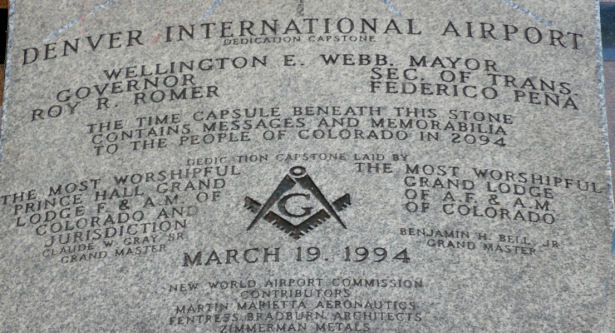 DENVER INTERNATIONAL AIRPORT
DEDICATION CAPSTONE
WELLINGTON E. WEBB. MAYOR
GOVERNOR
ROY R. ROMER
SEC. OF TRANS.
FEDERICO PEÑA
THE TIME CAPSULE BENEATH THIS STONE
CONTAINS MESSAGES AND MEMORABILIA
TO THE PEOPLE OF COLORADO IN 2094
DEDICATION CAPSTONE LAID BY
THE MOST WORSHIPFUL
PRINCE HALL GRAND
LODGE F. & A.M. OF
COLORADO AND
JURISDICTION
CLAUDE W. GRAY, SR.
GRAND MASTER
G
THE MOST WORSHIPFUL
GRAND LODGE
OF A.F. & A.M.
OF COLORADO
BENJAMIN H. BELL, JR
GRAND MASTER
MARCH 19. 1994
NEW WORLD AIRPORT COMMISSION
CONTRIBUTORS
MARTIN MARIETTA AERONAUTICS
FENTRESS BRADBURN ARCHITECTS
ZIMMERMAN METALS